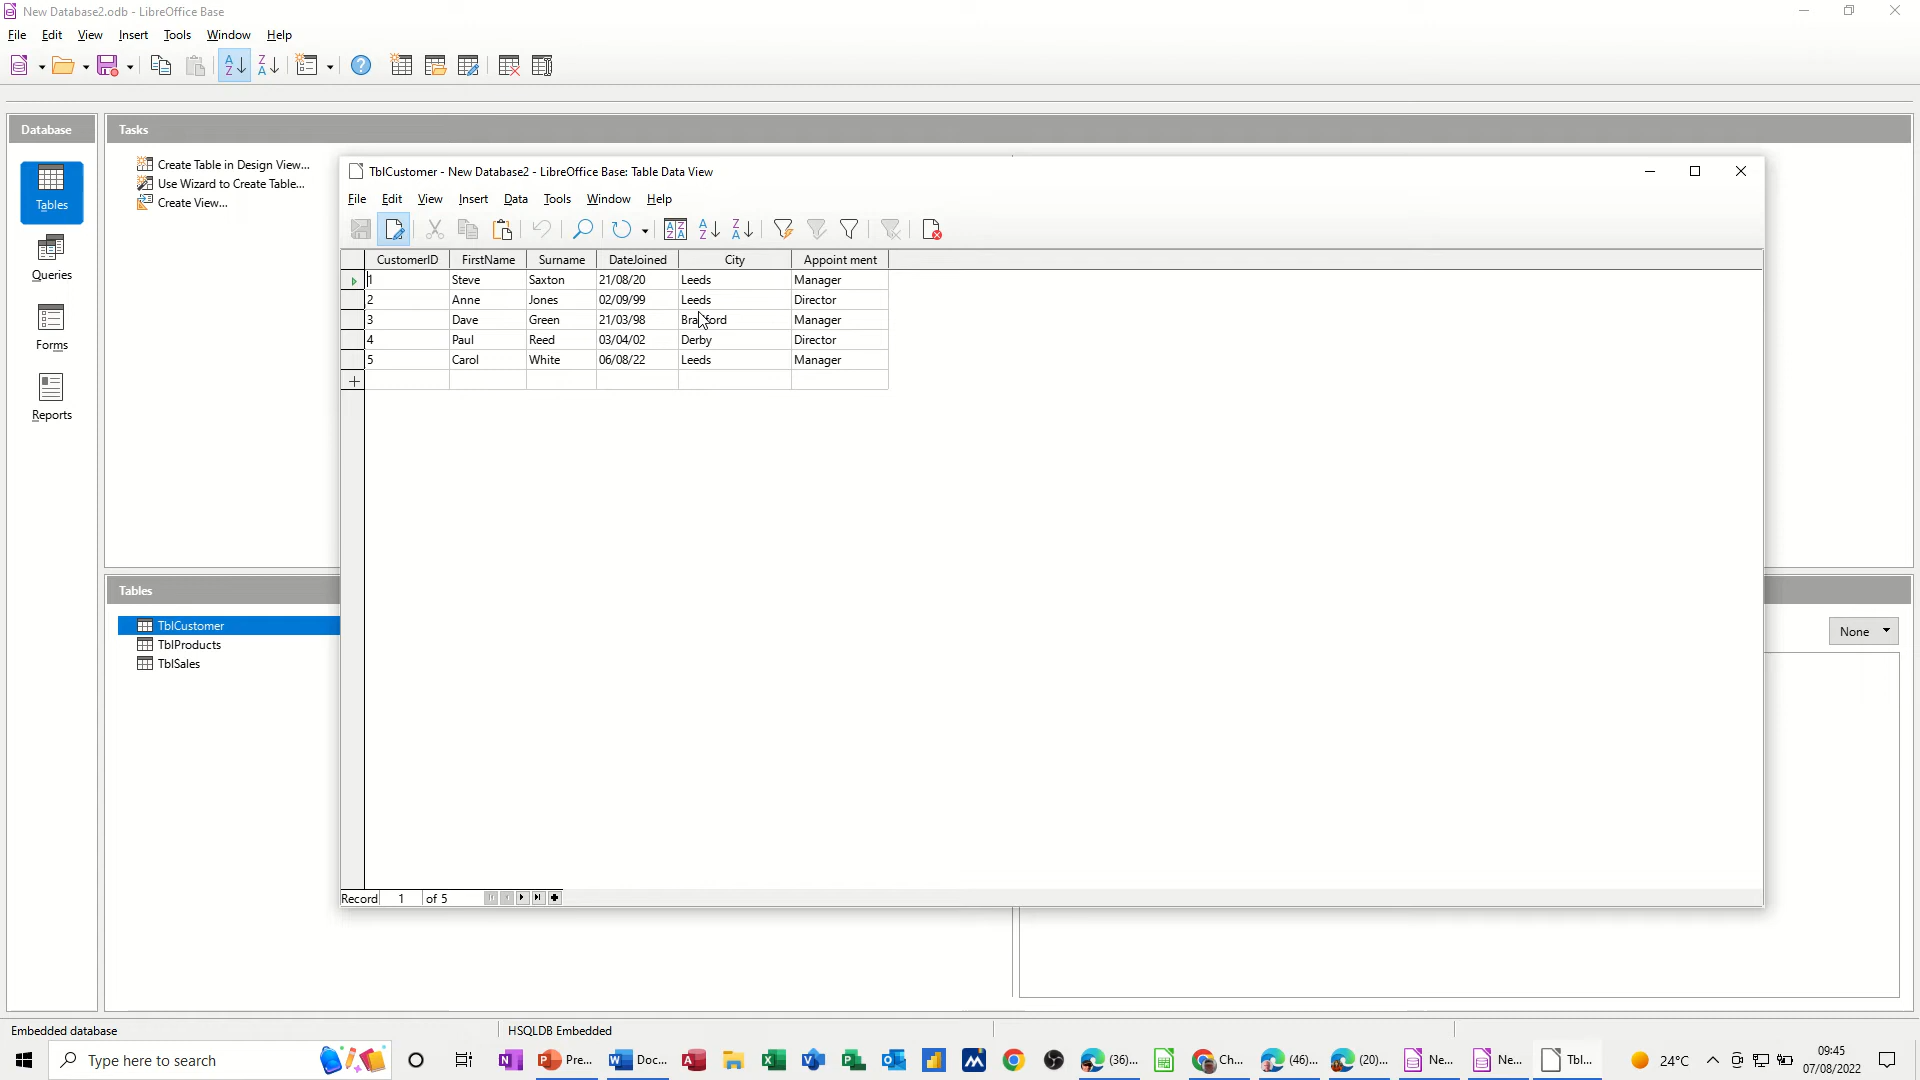 New Database2.odb - LibreOffice Base
File Edit View Insert Tools Window Help
Database
Tasks
Tables
Queries
Forms
Reports
Create Table in Design View...
Use Wizard to Create Table...
Create View...
TblCustomer - New Database2 - LibreOffice Base: Table Data View
File Edit View Insert Data Tools Window Help
CustomerID FirstName Surname DateJoined City Appoint ment
1 Steve Saxton 21/08/20 Leeds Manager
2 Anne Jones 02/09/99 Leeds Director
3 Dave Green 21/03/98 Bradford Manager
4 Paul Reed 03/04/02 Derby Director
5 Carol White 06/08/22 Leeds Manager
Record 1 of 5
Tables
TblCustomer
TblProducts
TblSales
None
Embedded database HSQLDB Embedded
Type here to search
Pre... Doc... (36)... Ch... (46)... (20)... Ne... Ne... Tbl...
24°C
09:45
07/08/2022